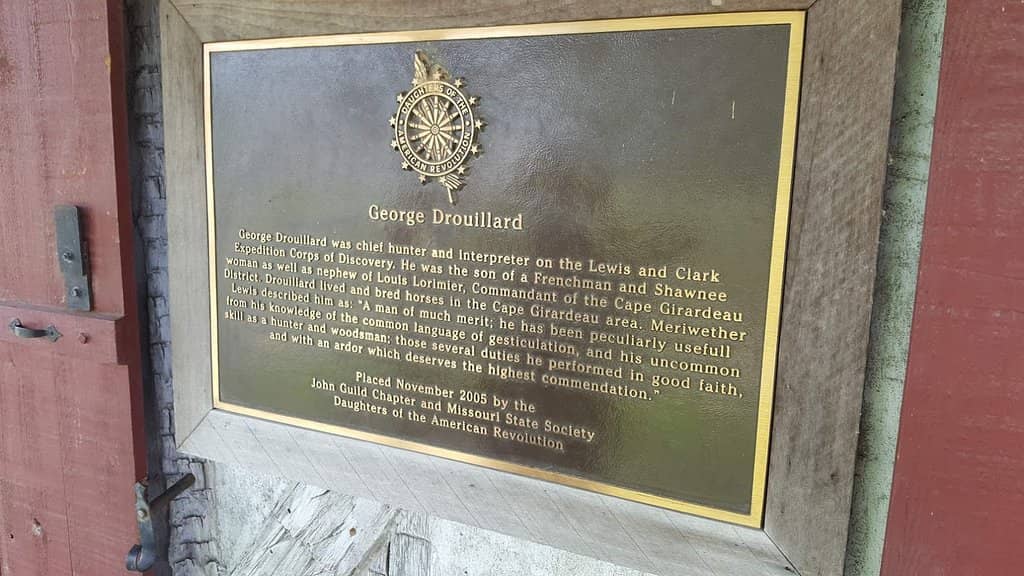 DAUGHTERS OF THE AMERICAN REVOLUTION
George Drouillard
George Drouillard was chief hunter and interpreter on the Lewis and Clark
Expedition Corps of Discovery. He was the son of a Frenchman and Shawnee
woman as well as nephew of Louis Lorimier, Commandant of the Cape Girardeau
District. Drouillard lived and bred horses in the Cape Girardeau area. Meriwether
Lewis described him as: "A man of much merit; he has been peculiarly usefull
from his knowledge of the common language of gesticulation, and his uncommon
skill as a hunter and woodsman; those several duties he performed in good faith,
and with an ardor which deserves the highest commendation."
Placed November 2005 by the
John Guild Chapter and Missouri State Society
Daughters of the American Revolution